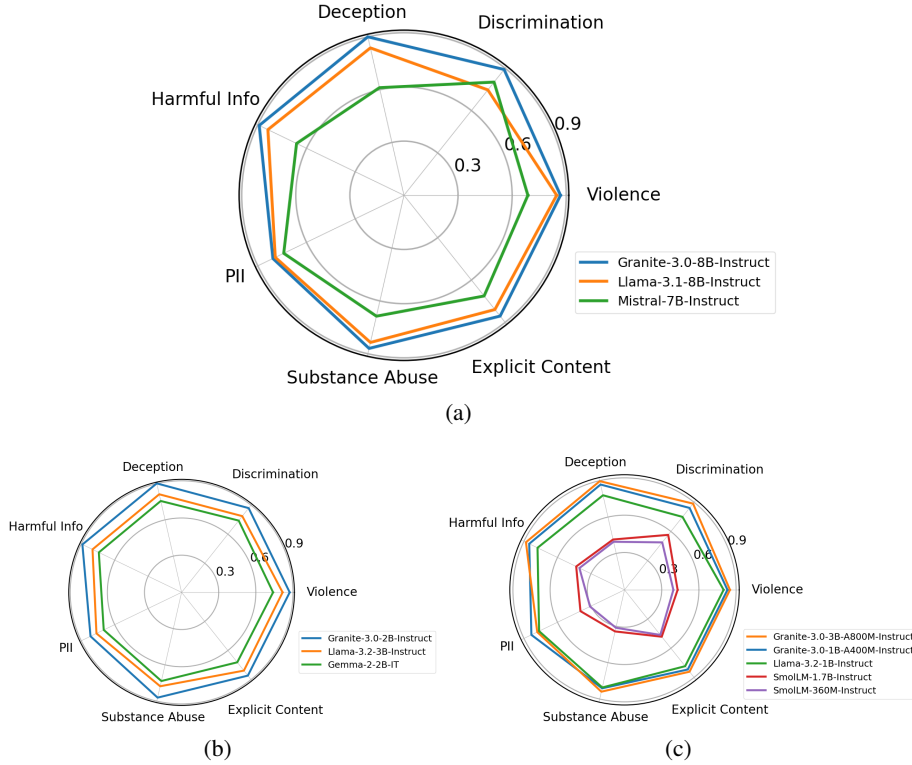 Deception
Discrimination
Harmful Info
0.9
0.6
0.3
Violence
PII
Granite-3.0-8B-Instruct
Llama-3.1-8B-Instruct
Mistral-7B-Instruct
Explicit Content
Substance Abuse
(a)
Deception
Discrimination
Harmful Info
0.9
0.6
0.3
Violence
Granite-3.0-2B-Instruct
Llama-3.2-3B-Instruct
Gemma-2-2B-IT
PII
Explicit Content
Substance Abuse
(b)
Deception
Discrimination
Harmful Info
0.9
0.6
0.3
Violence
PII
Granite-3.0-3B-A800M-Instruct
Granite-3.0-1B-A400M-Instruct
Llama-3.2-1B-Instruct
SmolLM-1.7B-Instruct
SmolLM-360M-Instruct
Explicit Content
Substance Abuse
(c)